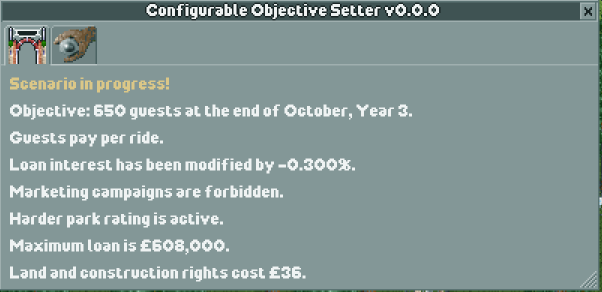 Configurable Objective Setter v0.0.0
Scenario in progress!
Objective: 650 guests at the end of October, Year 3.
Guests pay per ride.
Loan interest has been modified by -0.300%.
Marketing campaigns are forbidden.
Harder park rating is active.
Maximum loan is £608,000.
Land and construction rights cost £36.